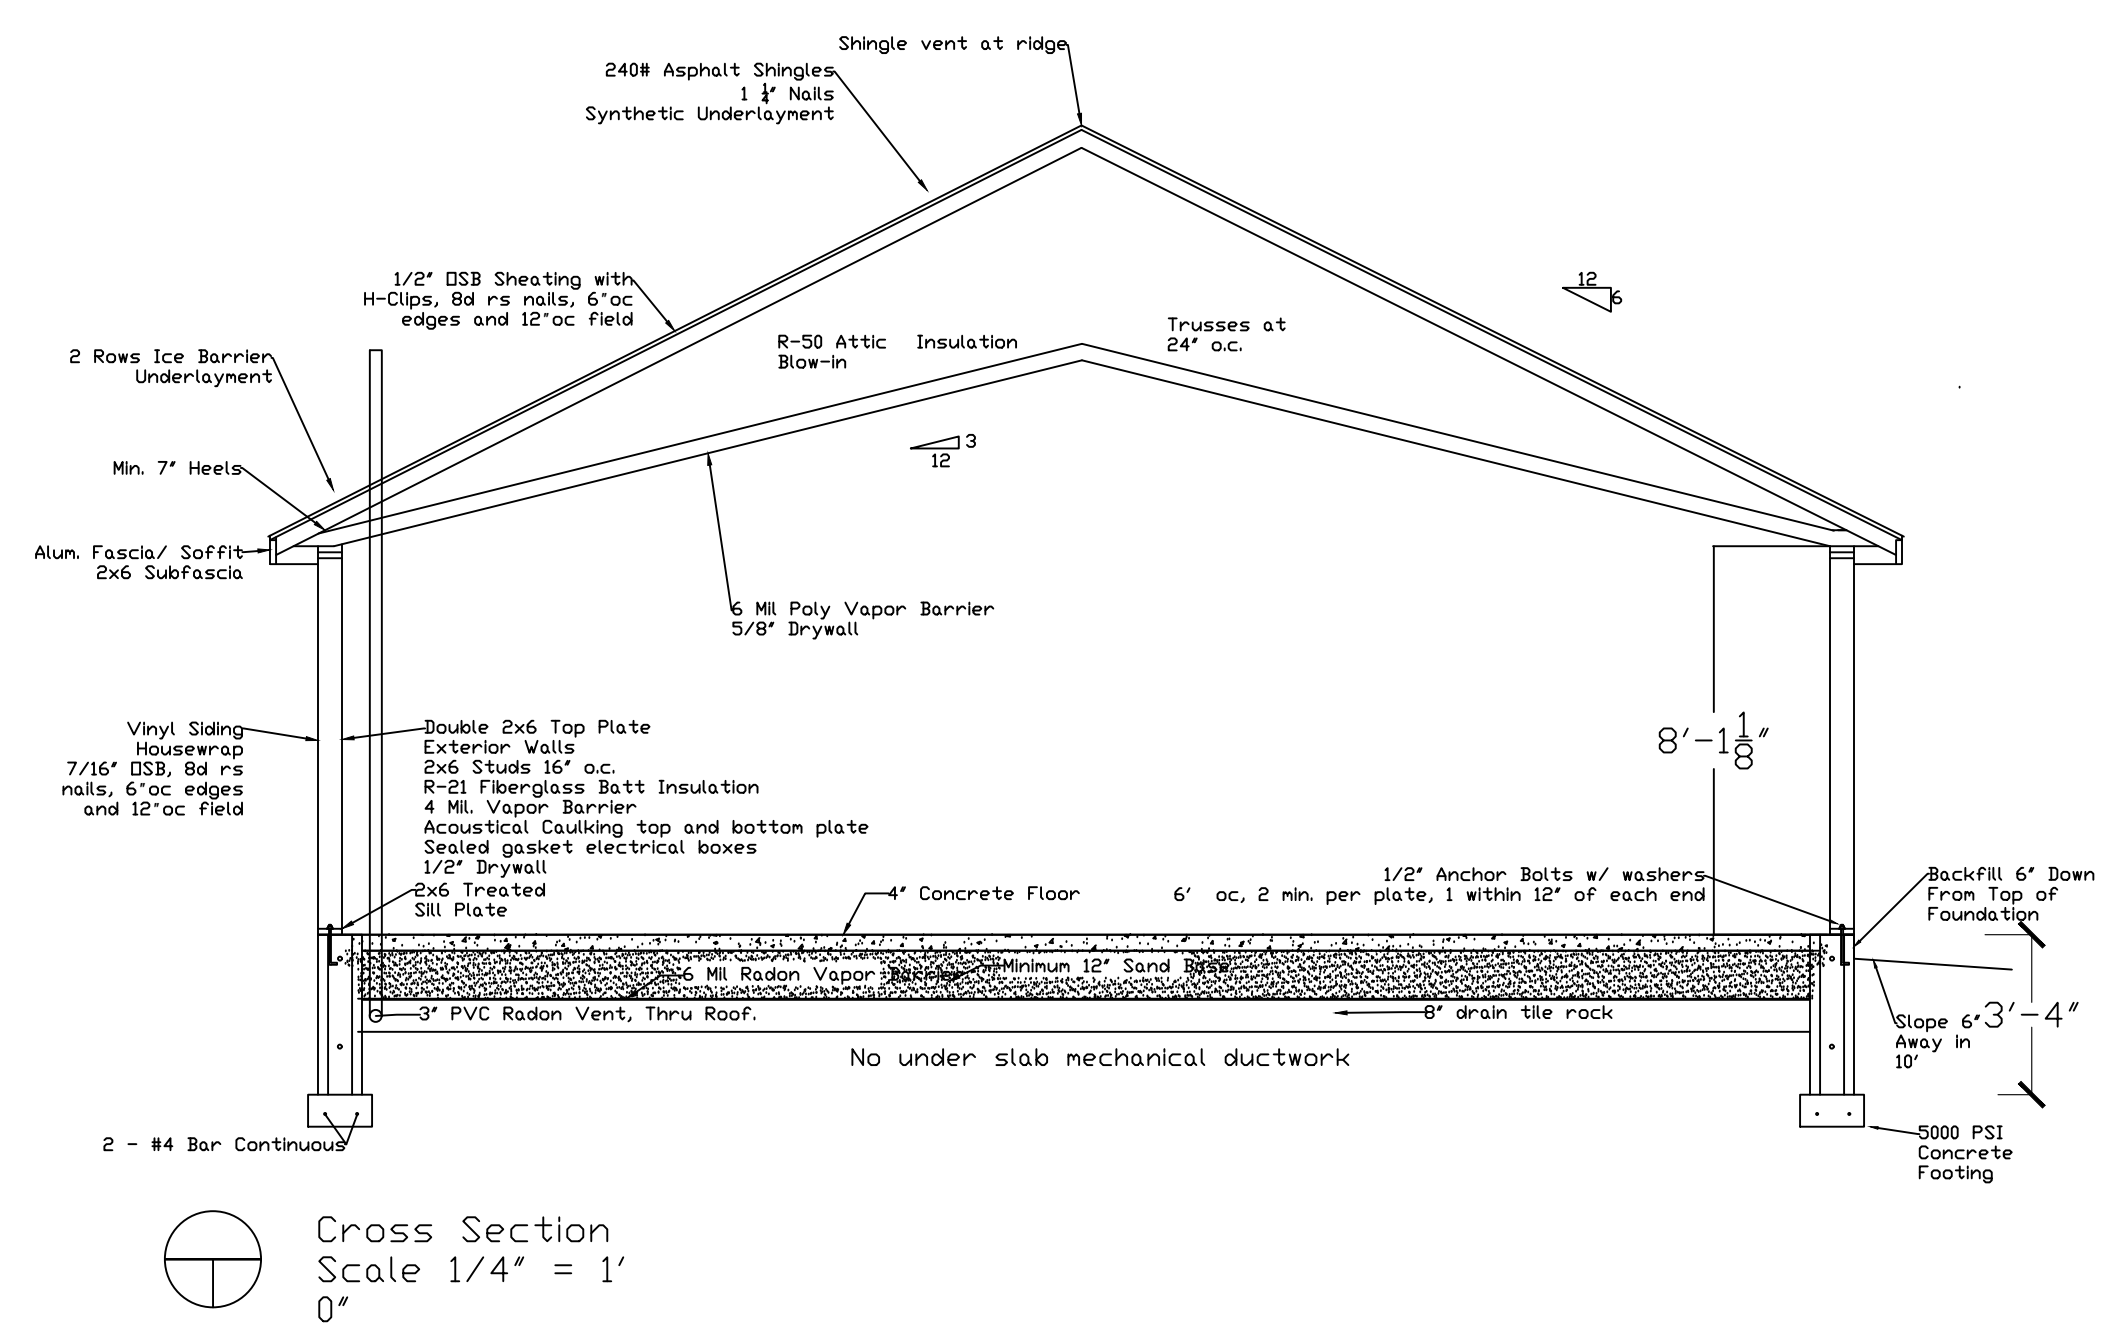 Shingle vent at ridge
240# Asphalt Shingles
1 1/4" Nails
Synthetic Underlayment
1/2" OSB Sheating with
H-Clips, 8d rs nails, 6"oc
edges and 12"oc field
12
6
R-50 Attic Insulation
Blow-in
Trusses at
24" o.c.
2 Rows Ice Barrier
Underlayment
3
12
Min. 7" Heels
Alum. Fascia/ Soffit
2x6 Subfascia
6 Mil Poly Vapor Barrier
5/8" Drywall
Vinyl Siding
Housewrap
7/16" OSB, 8d rs
nails, 6"oc edges
and 12"oc field
Double 2x6 Top Plate
Exterior Walls
2x6 Studs 16" o.c.
R-21 Fiberglass Batt Insulation
4 Mil. Vapor Barrier
Acoustical Caulking top and bottom plate
Sealed gasket electrical boxes
1/2" Drywall
2x6 Treated
Sill Plate
8'-1 1/8"
4" Concrete Floor
1/2" Anchor Bolts w/ washers
6' oc, 2 min. per plate, 1 within 12" of each end
Backfill 6" Down
From Top of
Foundation
6 Mil Radon Vapor Barrier
Minimum 12" Sand Base
3" PVC Radon Vent, Thru Roof.
8" drain tile rock
Slope 6"
Away in
10'
3'-4"
No under slab mechanical ductwork
2 - #4 Bar Continuous
5000 PSI
Concrete
Footing
Cross Section
Scale 1/4" = 1'
0"